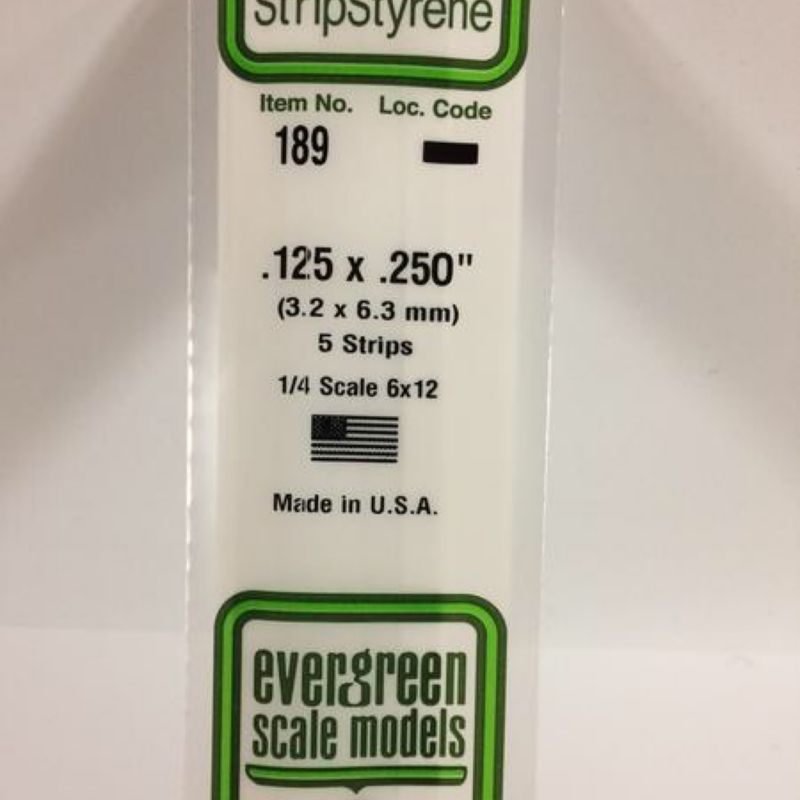 StripStyrene
Item No. Loc. Code
189
.125 x .250"
(3.2 x 6.3 mm)
5 Strips
1/4 Scale 6x12
Made in U.S.A.
evergreen
scale models